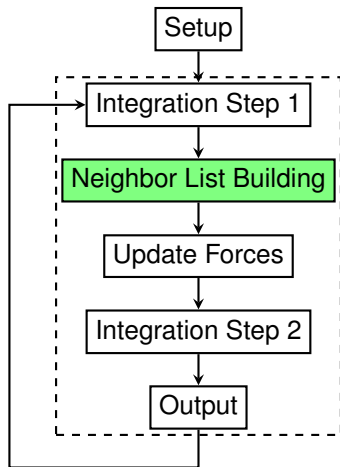 Setup
Integration Step 1
Neighbor List Building
Update Forces
Integration Step 2
Output